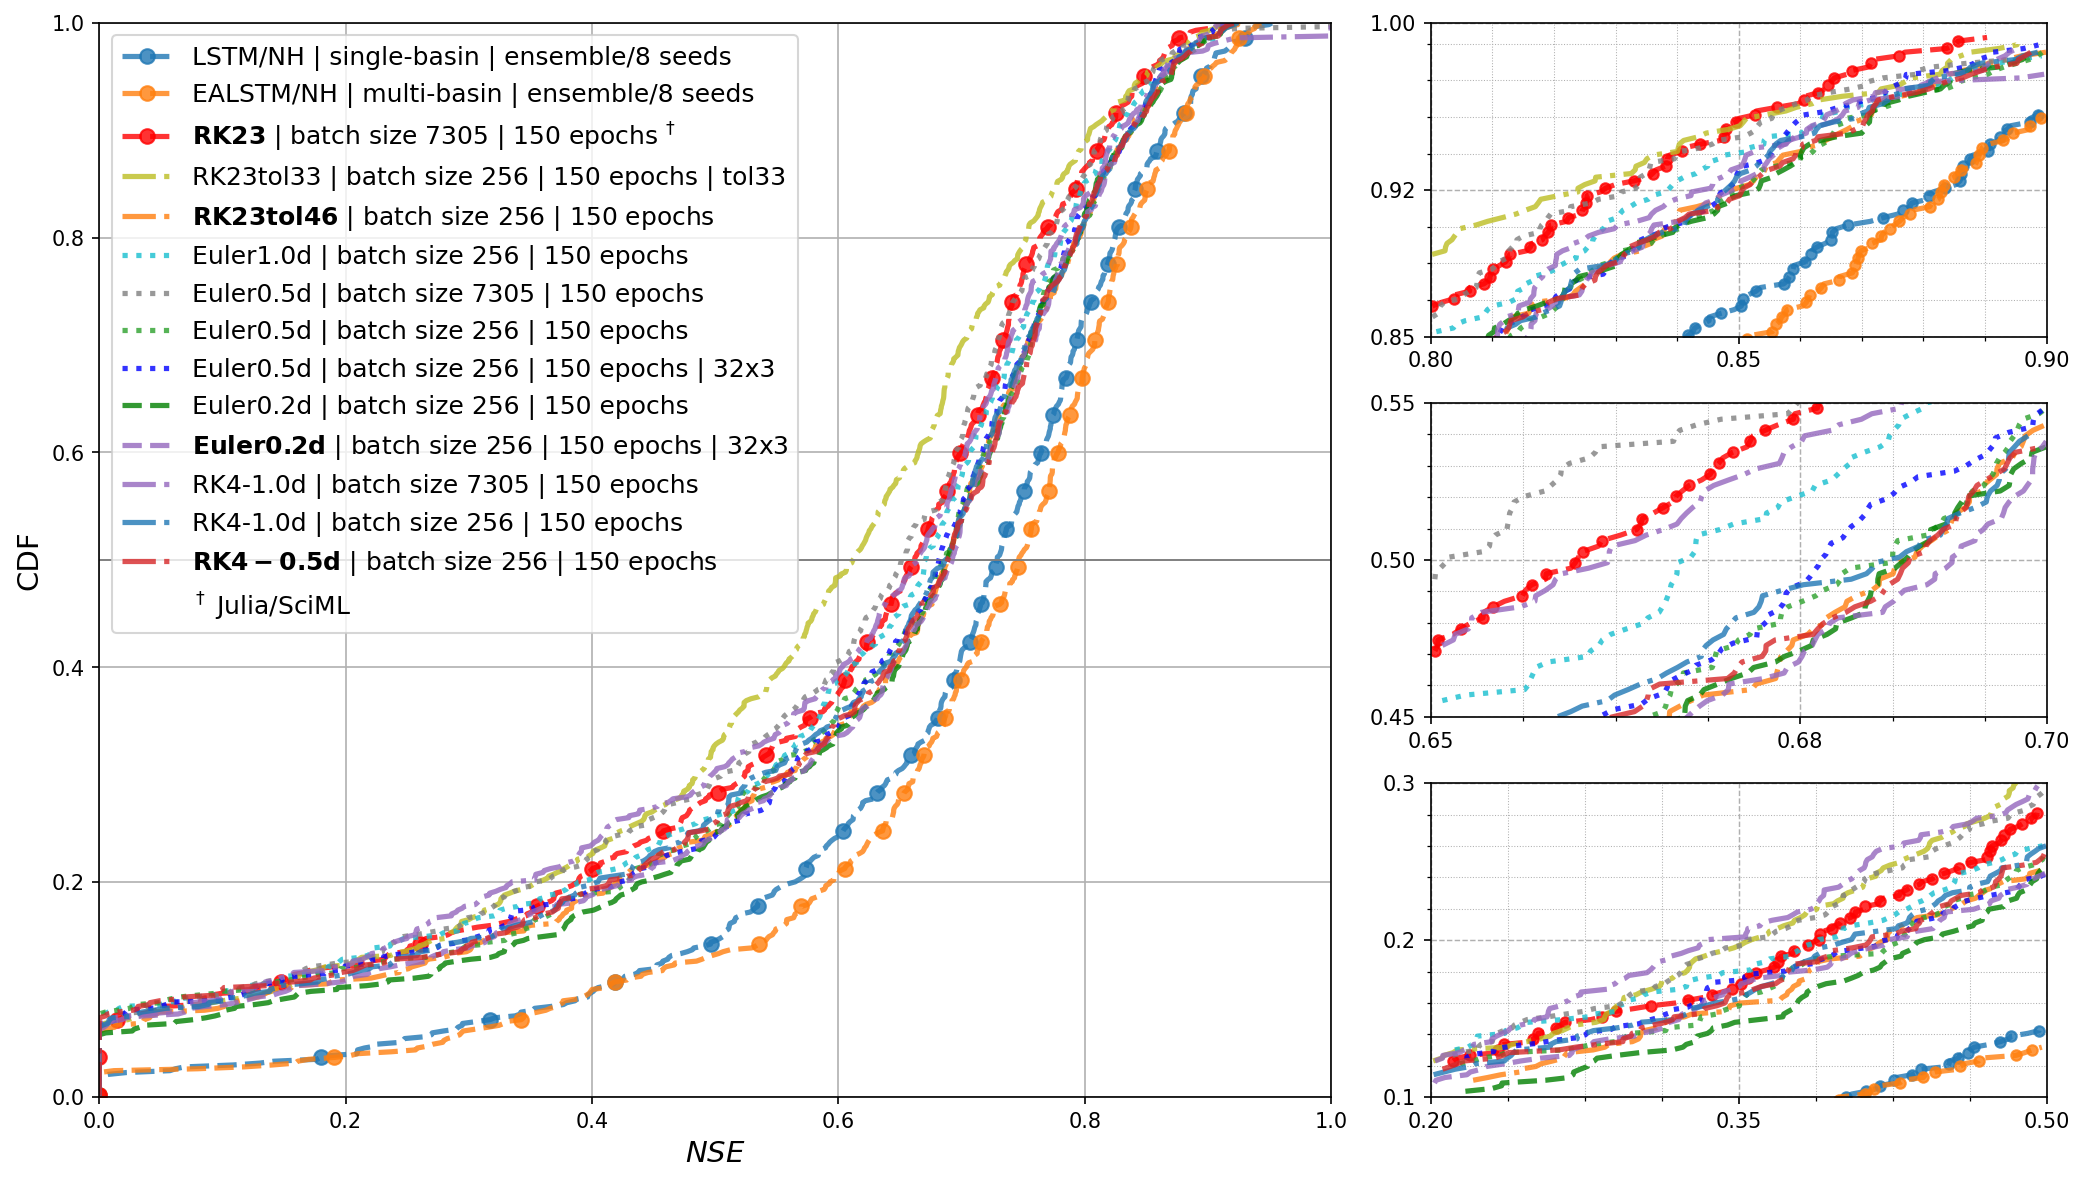 1.0
0.8
0.6
0.4
0.2
0.0
CDF
LSTM/NH | single-basin | ensemble/8 seeds
EALSTM/NH | multi-basin | ensemble/8 seeds
RK23 | batch size 7305 | 150 epochs †
RK23tol33 | batch size 256 | 150 epochs | tol33
RK23tol46 | batch size 256 | 150 epochs
Euler1.0d | batch size 256 | 150 epochs
Euler0.5d | batch size 7305 | 150 epochs
Euler0.5d | batch size 256 | 150 epochs
Euler0.5d | batch size 256 | 150 epochs | 32x3
Euler0.2d | batch size 256 | 150 epochs
Euler0.2d | batch size 256 | 150 epochs | 32x3
RK4-1.0d | batch size 7305 | 150 epochs
RK4-1.0d | batch size 256 | 150 epochs
RK4−0.5d | batch size 256 | 150 epochs
† Julia/SciML
0.0 0.2 0.4 0.6 0.8 1.0
NSE
1.00
0.92
0.85
0.80 0.85 0.90
0.55
0.50
0.45
0.65 0.68 0.70
0.3
0.2
0.1
0.20 0.35 0.50